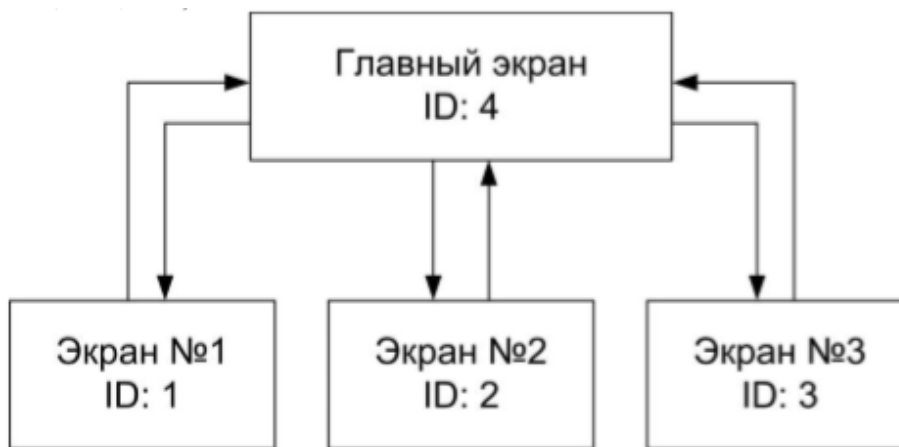 Главный экран
ID: 4
Экран №1
ID: 1
Экран №2
ID: 2
Экран №3
ID: 3